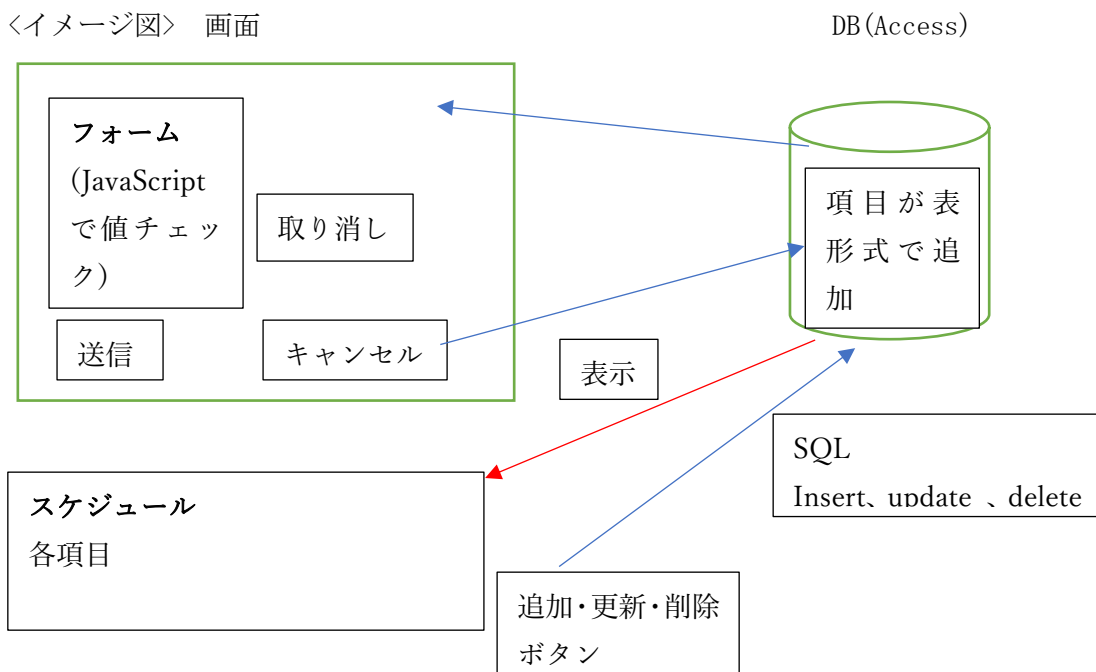 <イメージ図> 画面
DB(Access)
フォーム
(JavaScript
で値チェッ
ク)
取り消し
送信
キャンセル
項目が表
形式で追
加
表示
SQL
Insert、update 、delete
スケジュール
各項目
追加・更新・削除
ボタン